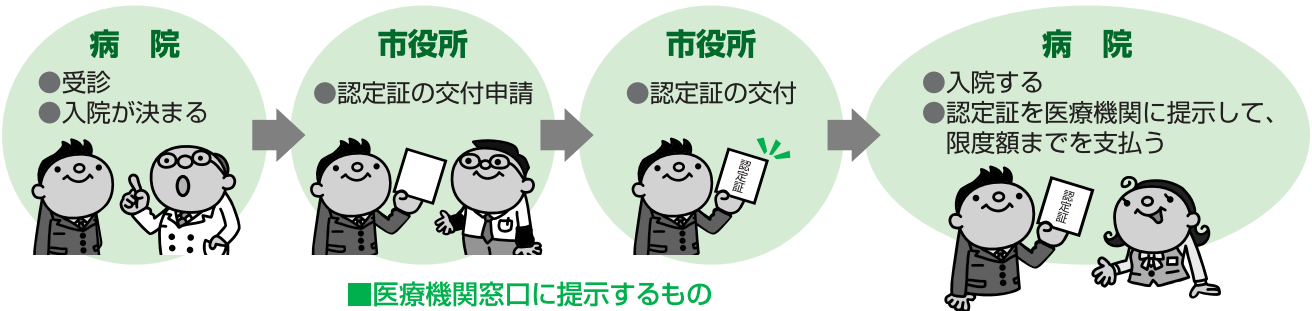 病　院
●受診
●入院が決まる
市役所
●認定証の交付申請
市役所
●認定証の交付
認定証
病　院
●入院する
●認定証を医療機関に提示して、
限度額までを支払う
認定証
■医療機関窓口に提示するもの